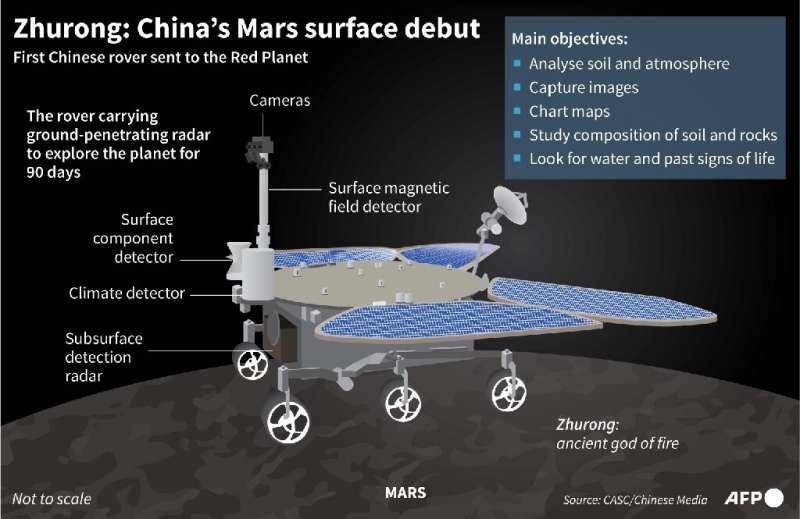 Zhurong: China’s Mars surface debut
First Chinese rover sent to the Red Planet
Main objectives:
Analyse soil and atmosphere
Capture images
Chart maps
Study composition of soil and rocks
Look for water and past signs of life
The rover carrying
ground-penetrating radar
to explore the planet for
90 days
Cameras
Surface magnetic
field detector
Surface
component
detector
Climate detector
Subsurface
detection
radar
Zhurong:
ancient god of fire
Not to scale
MARS
Source: CASC/Chinese Media
AFP